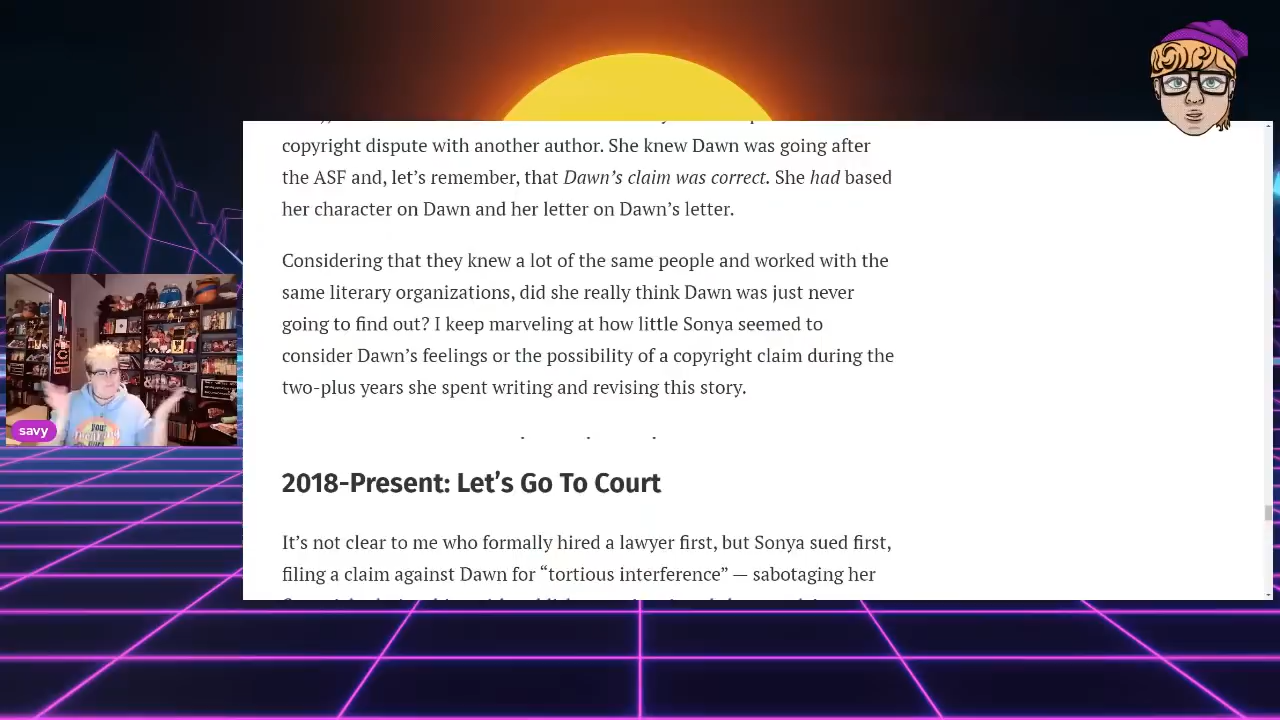 copyright dispute with another author. She knew Dawn was going after
the ASF and, let’s remember, that Dawn’s claim was correct. She had based
her character on Dawn and her letter on Dawn’s letter.
Considering that they knew a lot of the same people and worked with the
same literary organizations, did she really think Dawn was just never
going to find out? I keep marveling at how little Sonya seemed to
consider Dawn’s feelings or the possibility of a copyright claim during the
two-plus years she spent writing and revising this story.
. . .
2018-Present: Let’s Go To Court
It’s not clear to me who formally hired a lawyer first, but Sonya sued first,
filing a claim against Dawn for “tortious interference” — sabotaging her
savy